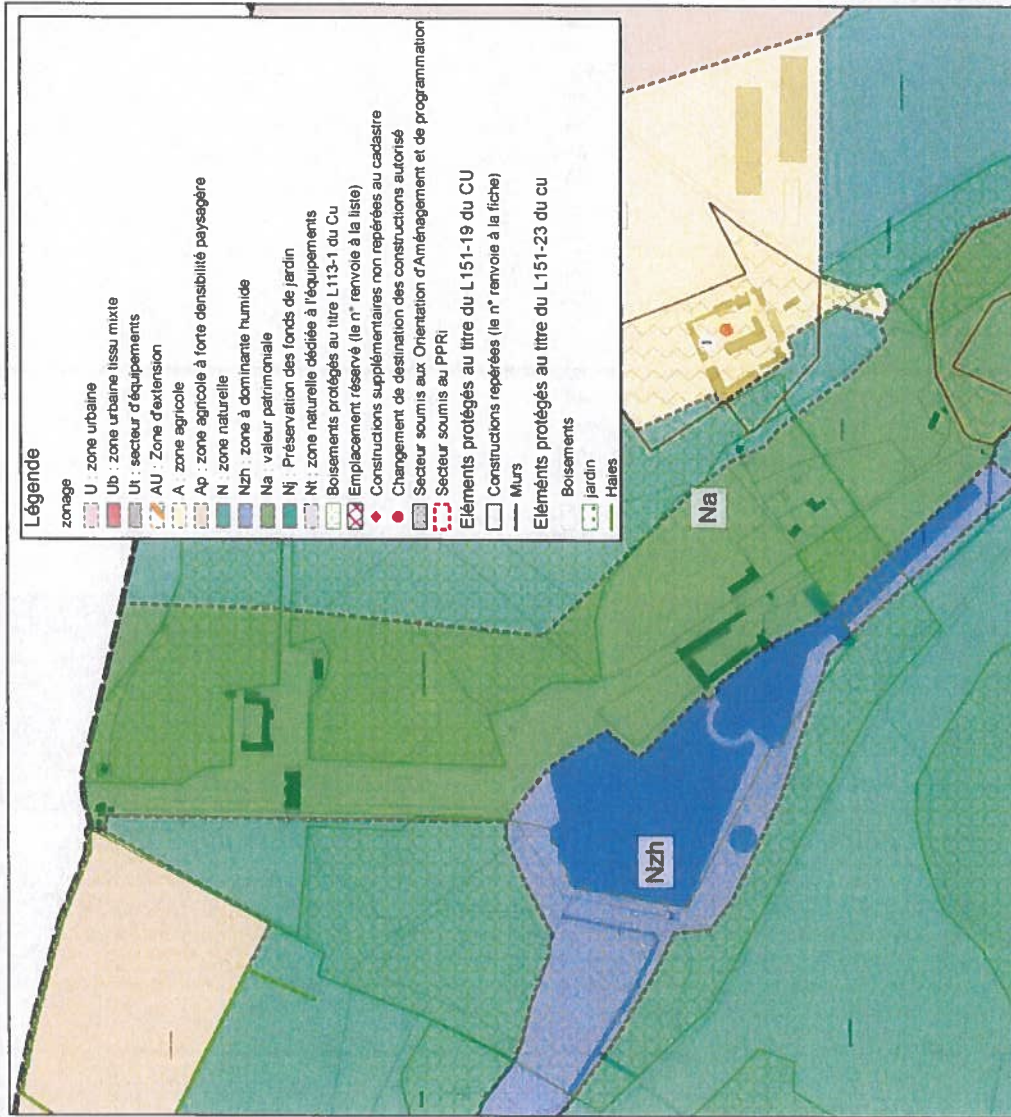 Légende
zonage
U : zone urbaine
Ub : zone urbaine tissu mixte
Ut : secteur d'équipements
AU : Zone d'extension
A : zone agricole
Ap : zone agricole à forte densibilité paysagère
N : zone naturelle
Nzh : zone à dominante humide
Na : valeur patrimoniale
Nj : Préservation des fonds de jardin
Nt : zone naturelle dédiée à l'équipements
Boisements protégés au titre L113-1 du Cu
Emplacement réservé (le n° renvoie à la liste)
Constructions supplémentaires non repérées au cadastre
Changement de destination des constructions autorisé
Secteur soumis aux Orientation d'Aménagement et de programmation
Secteur soumis au PPRi
Eléments protégés au titre du L151-19 du CU
Constructions repérées (le n° renvoie à la fiche)
Murs
Eléments protégés au titre du L151-23 du cu
Boisements
jardin
Haies
Na
Nzh
1